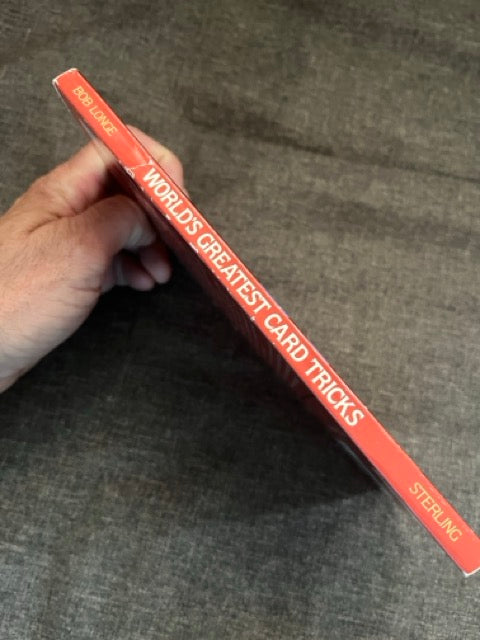 BOB LONGE
WORLD'S GREATEST CARD TRICKS
STERLING